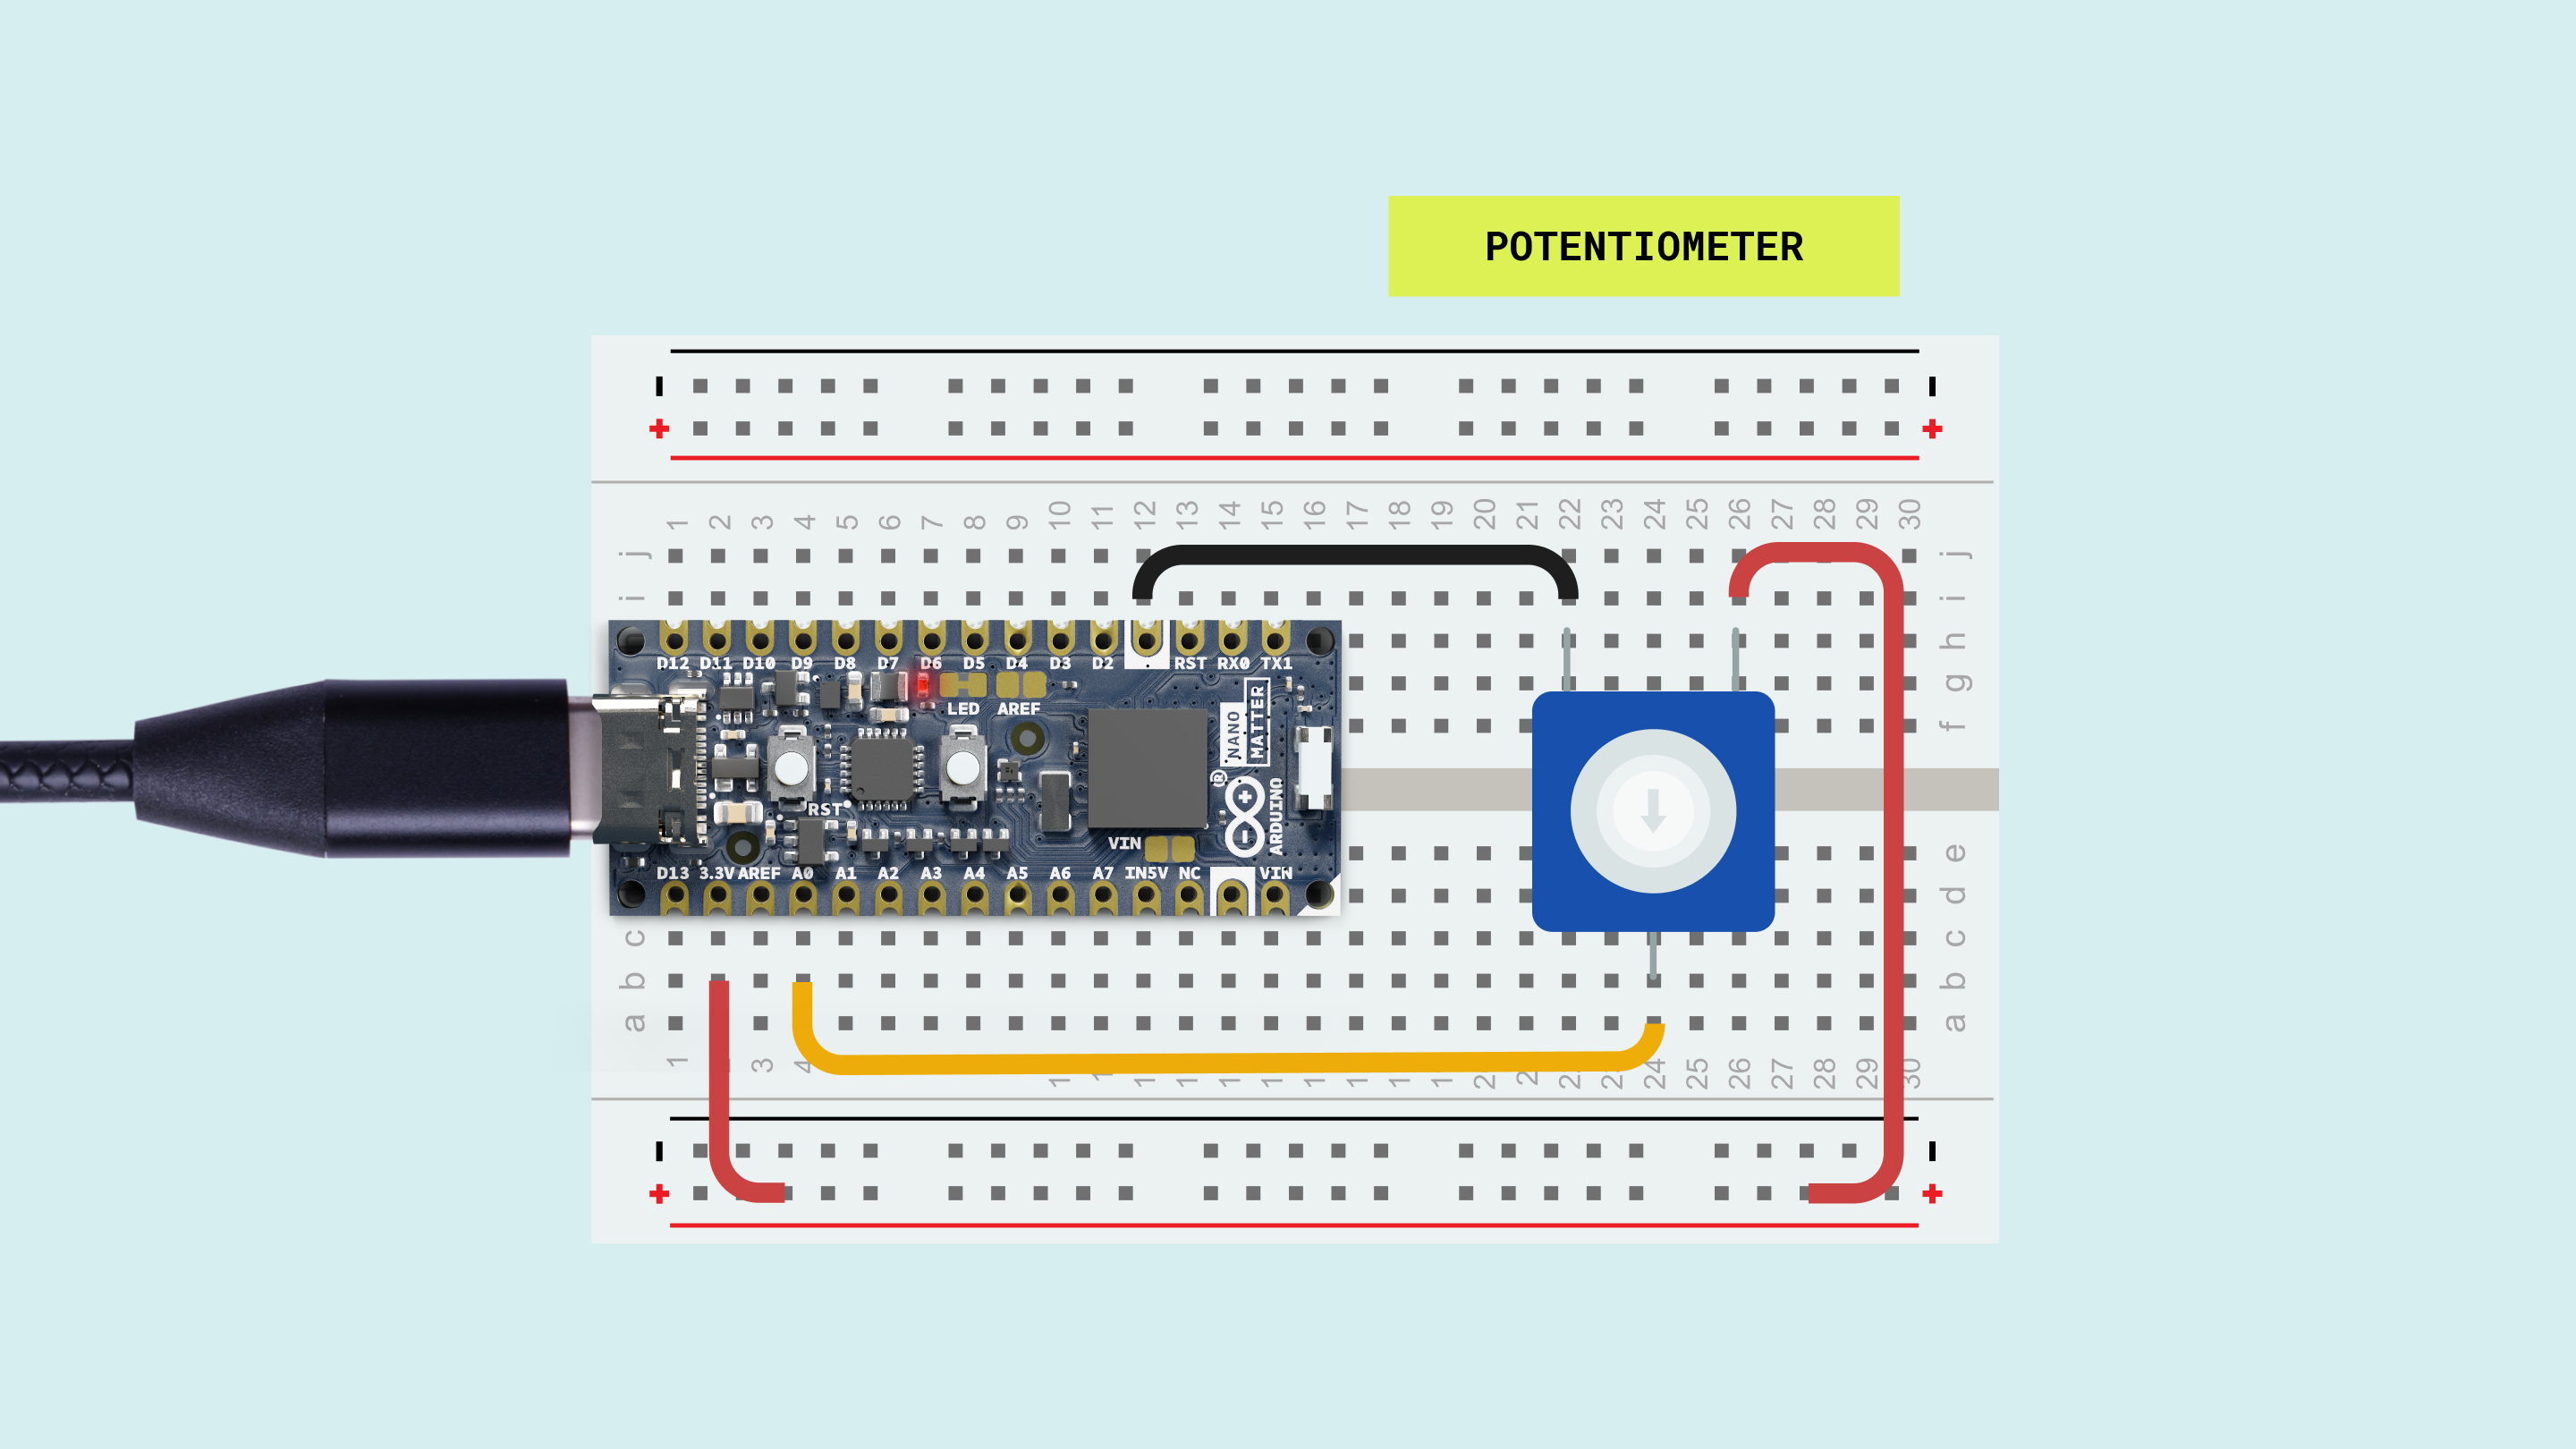 POTENTIOMETER
- -
+ +
1 2 3 4 5 6 7 8 9 10 11 12 13 14 15 16 17 18 19 20 21 22 23 24 25 26 27 28 29 30
j j
i i
h
D12 D11 D10 D9 D8 D7 D6 D5 D4 D3 D2 RST RX0 TX1
g
LED AREF
f
NANO
MATTER
®
RST
ARDUINO
VIN
e
D13 3.3V AREF A0 A1 A2 A3 A4 A5 A6 A7 IN5V NC VIN
d
c c
b b
a a
1 3 4 24 25 26 27 28 29 30
- -
+ +